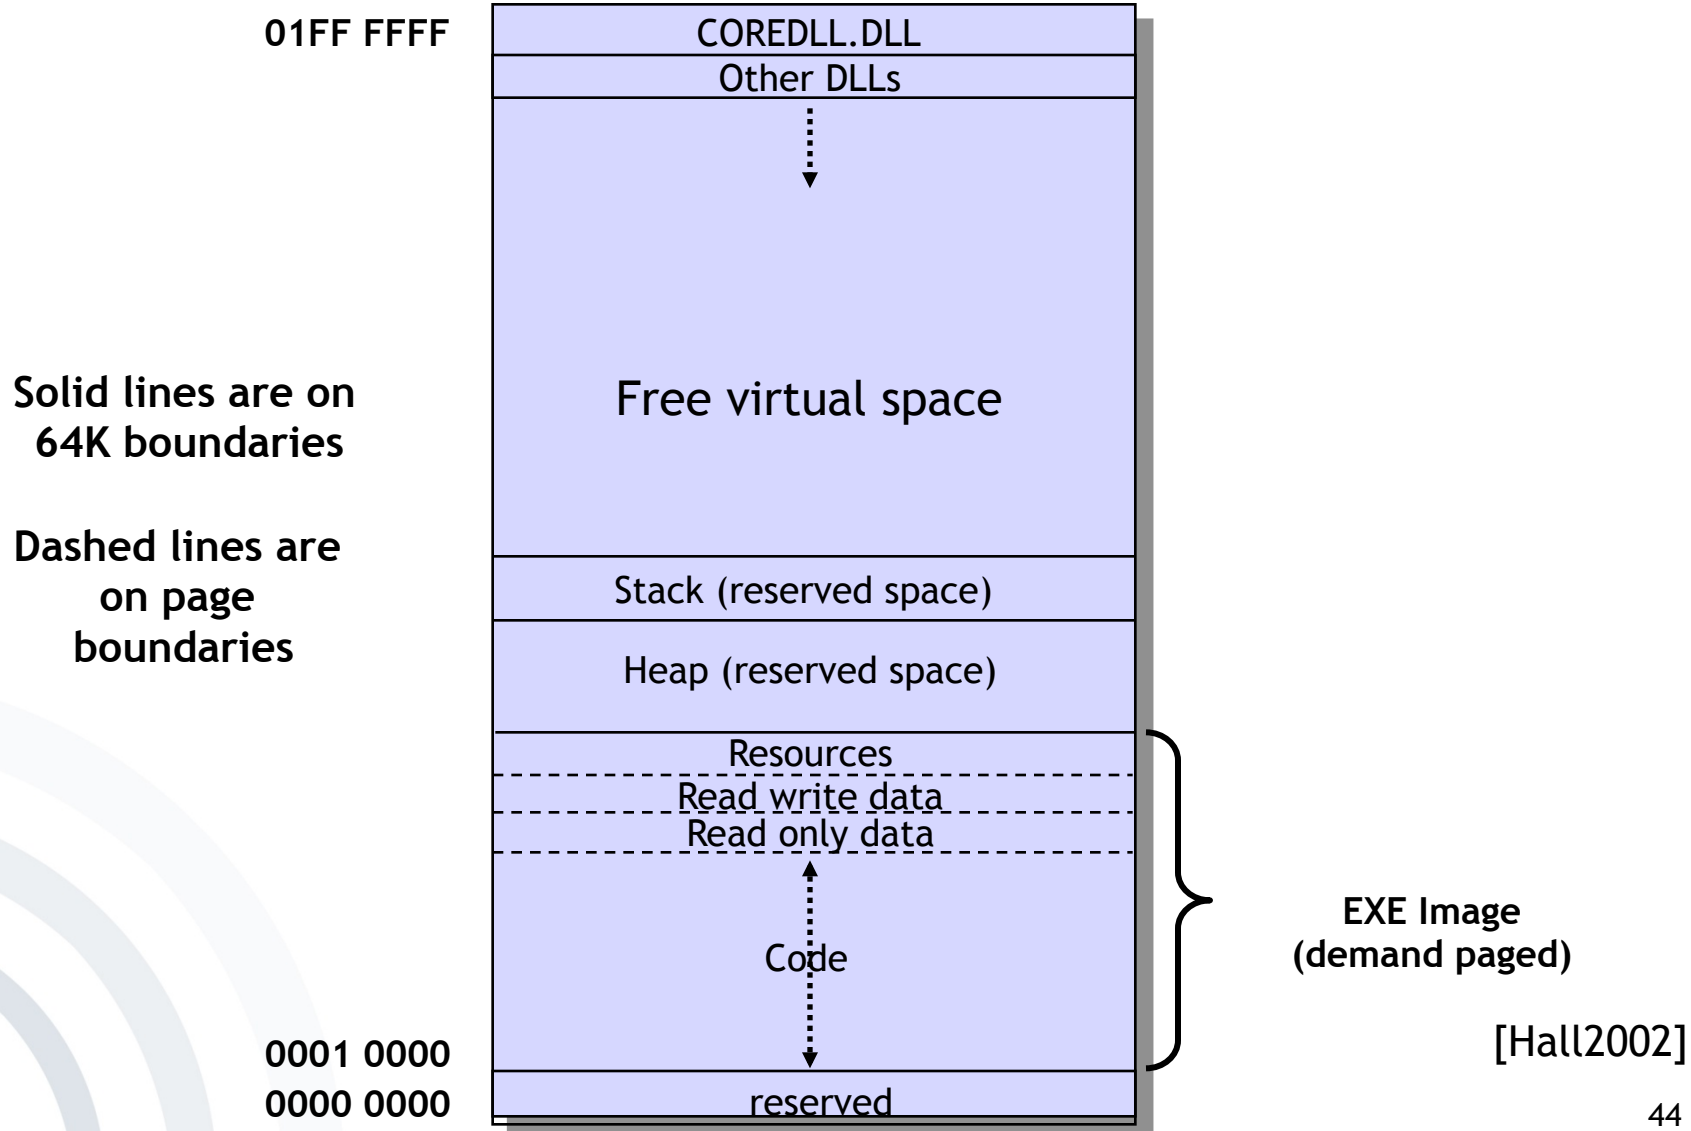 01FF FFFF
COREDLL.DLL
Other DLLs
Free virtual space
Solid lines are on
64K boundaries
Dashed lines are
on page
boundaries
Stack (reserved space)
Heap (reserved space)
Resources
Read write data
Read only data
Code
EXE Image
(demand paged)
0001 0000
0000 0000
reserved
[Hall2002]
44